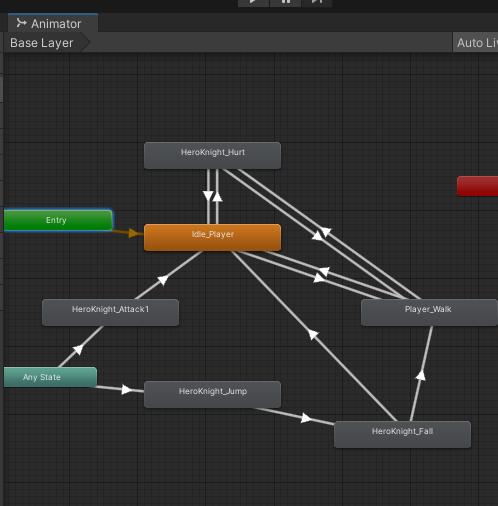 Animator
Base Layer
Auto Liv
HeroKnight_Hurt
Entry
Idle_Player
HeroKnight_Attack1
Player_Walk
Any State
HeroKnight_Jump
HeroKnight_Fall